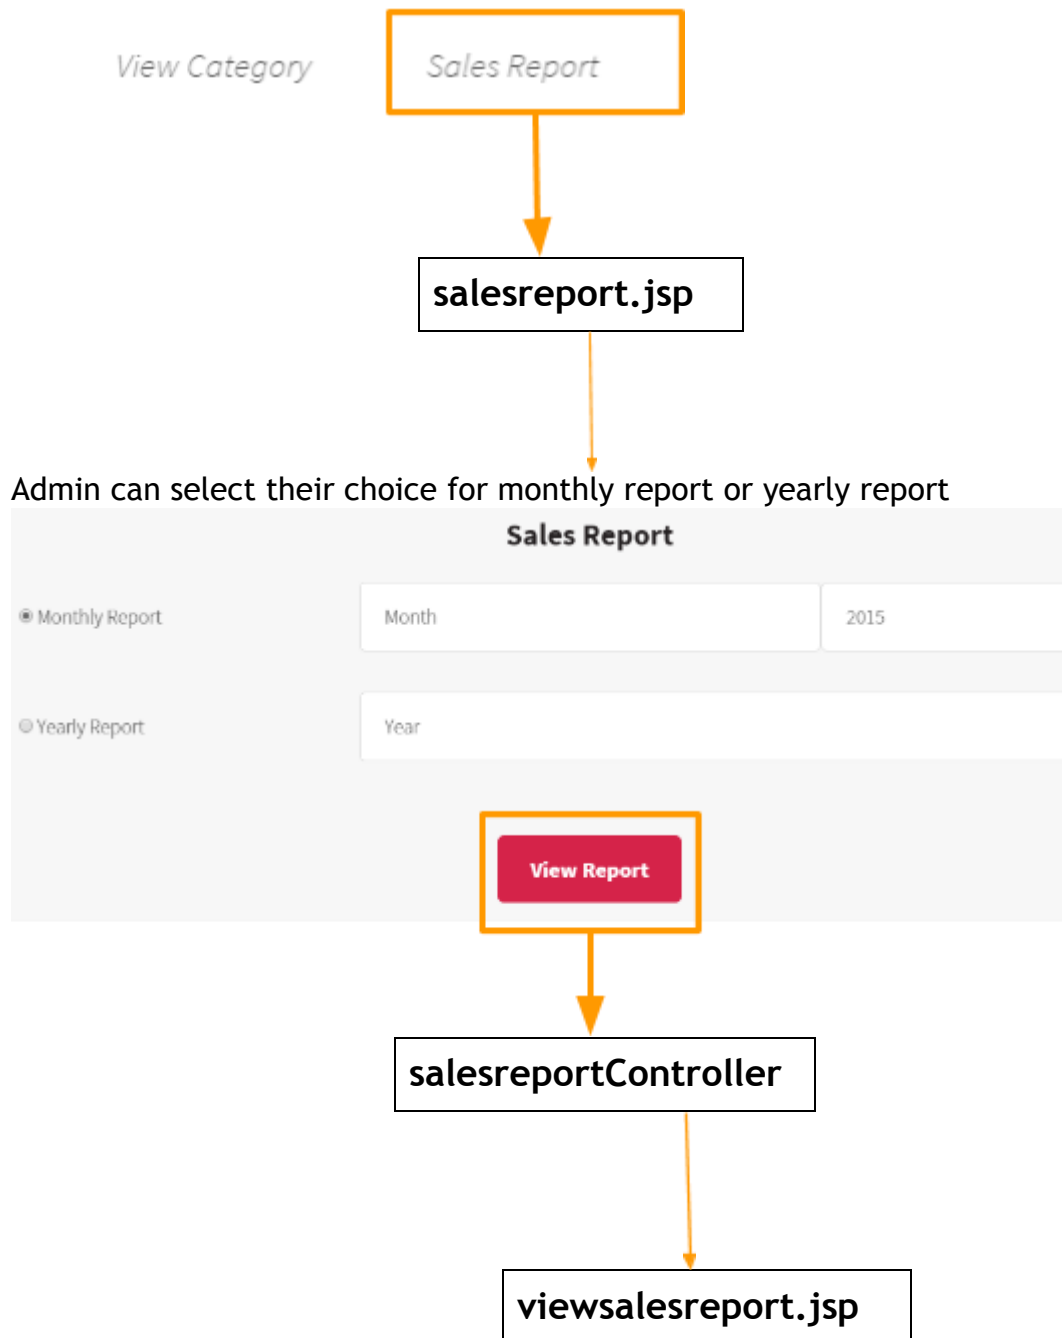 View Category Sales Report
salesreport.jsp
Admin can select their choice for monthly report or yearly report
Sales Report
Monthly Report Month 2015
Yearly Report Year
View Report
salesreportController
viewsalesreport.jsp